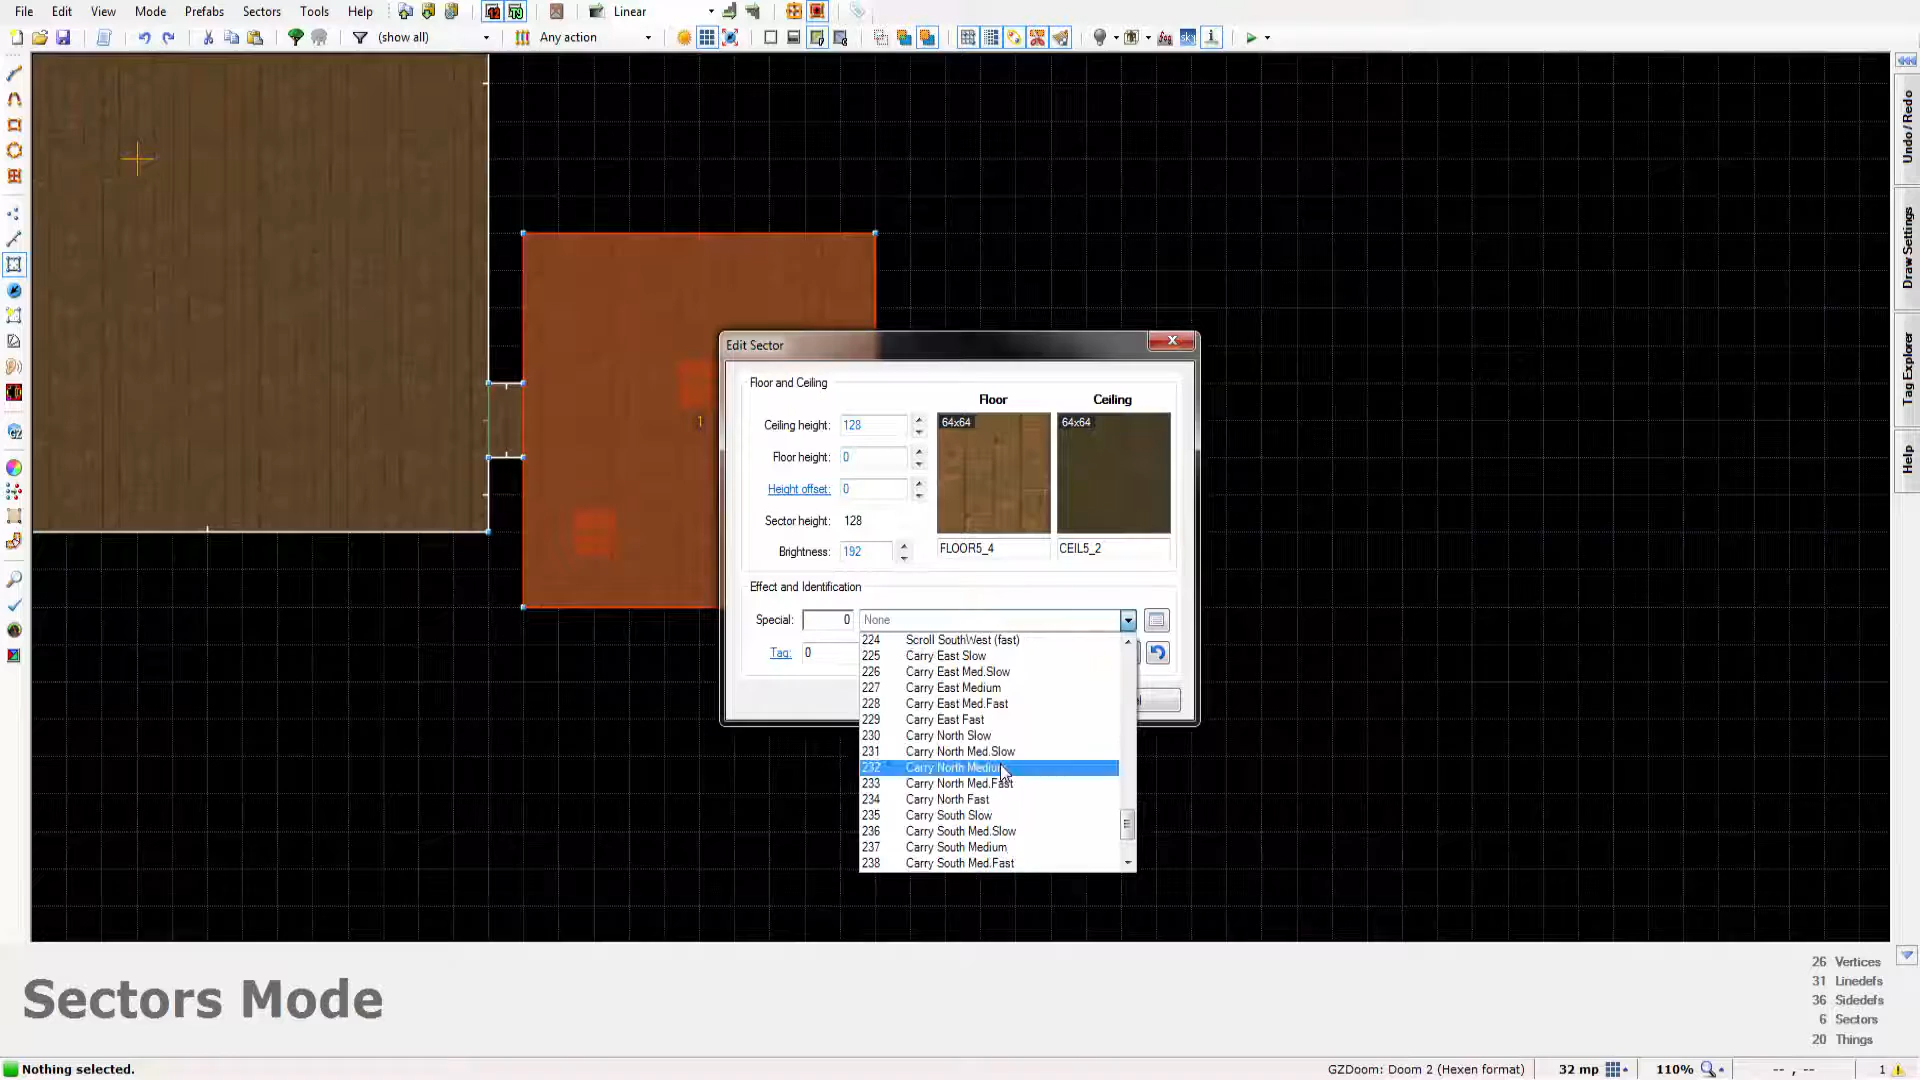 File Edit View Mode Prefabs Sectors Tools Help Linear
(show all) Any action
Undo / Redo
Draw Settings
Tag Explorer
Help
1
Edit Sector
Floor and Ceiling
Floor Ceiling
Ceiling height: 128
64x64 64x64
Floor height: 0
Height offset: 0
Sector height: 128
Brightness: 192
FLOOR5_4 CEIL5_2
Effect and Identification
Special: 0 None
Tag: 0
224 Scroll SouthWest (fast)
225 Carry East Slow
226 Carry East Med.Slow
227 Carry East Medium
228 Carry East Med.Fast
229 Carry East Fast
230 Carry North Slow
231 Carry North Med.Slow
232 Carry North Medium
233 Carry North Med.Fast
234 Carry North Fast
235 Carry South Slow
236 Carry South Med.Slow
237 Carry South Medium
238 Carry South Med.Fast
Sectors Mode
26 Vertices
31 Linedefs
36 Sidedefs
6 Sectors
20 Things
Nothing selected.
GZDoom: Doom 2 (Hexen format) 32 mp 110% -- , -- 1